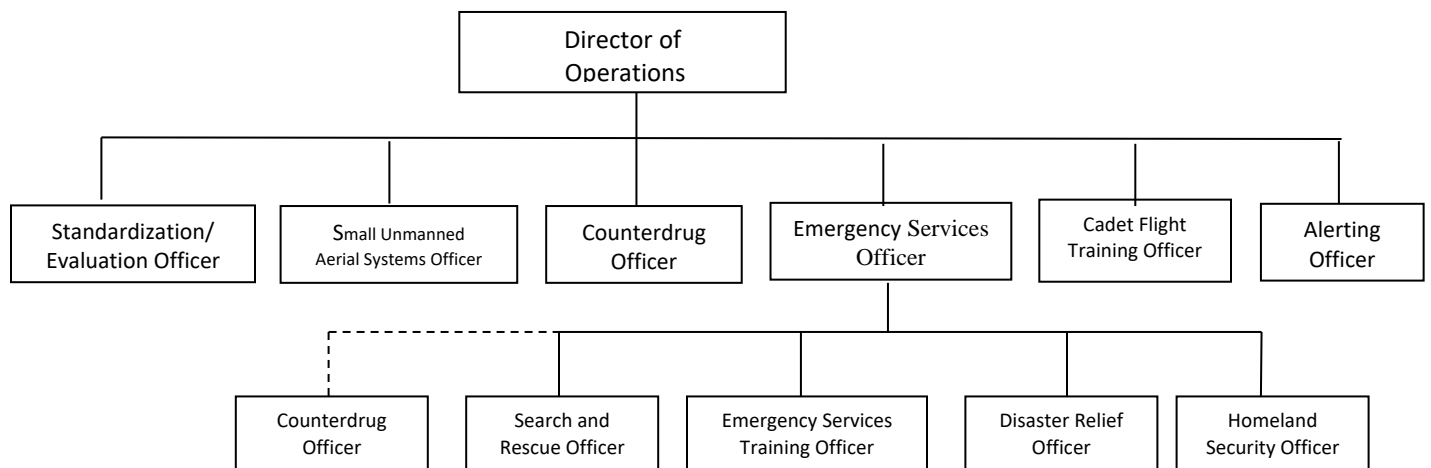 Director of
Operations
Standardization/
Evaluation Officer
Small Unmanned
Aerial Systems Officer
Counterdrug
Officer
Emergency Services
Officer
Cadet Flight
Training Officer
Alerting
Officer
Counterdrug
Officer
Search and
Rescue Officer
Emergency Services
Training Officer
Disaster Relief
Officer
Homeland
Security Officer